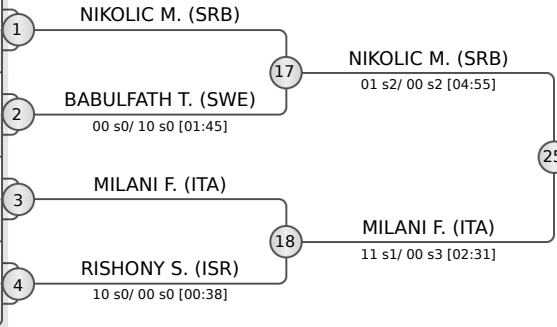 NIKOLIC M. (SRB)
1
17
NIKOLIC M. (SRB)
01 s2/ 00 s2 [04:55]
BABULFATH T. (SWE)
2
00 s0/ 10 s0 [01:45]
25
MILANI F. (ITA)
3
18
MILANI F. (ITA)
11 s1/ 00 s3 [02:31]
RISHONY S. (ISR)
4
10 s0/ 00 s0 [00:38]